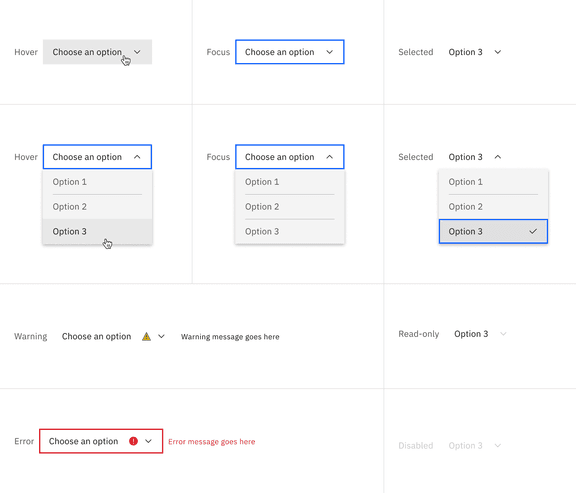 Hover Choose an option
Focus Choose an option
Selected Option 3
Hover Choose an option
Option 1
Option 2
Option 3
Focus Choose an option
Option 1
Option 2
Option 3
Selected Option 3
Option 1
Option 2
Option 3
Warning Choose an option Warning message goes here
Read-only Option 3
Error Choose an option Error message goes here
Disabled Option 3